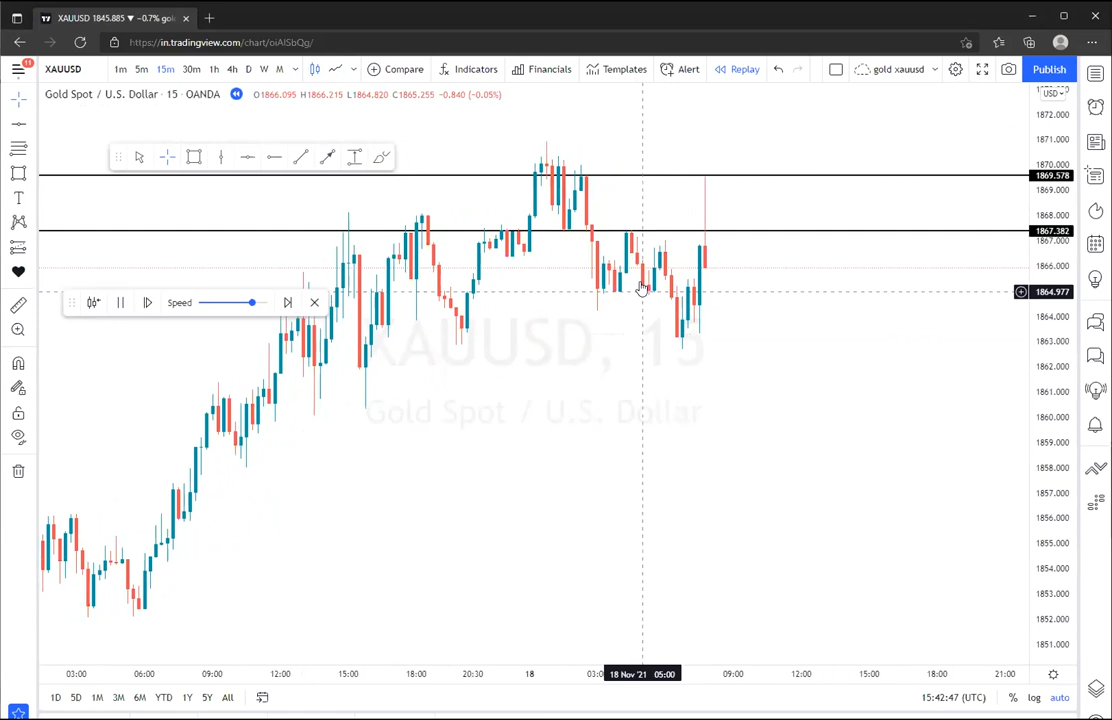 XAUUSD 1845.885 ▼ −0.7% gol
https://in.tradingview.com/chart/oiAISbQg/
11
XAUUSD 1m 5m 15m 30m 1h 4h D W M Compare Indicators Financials Templates Alert Replay gold xauusd Publish
Gold Spot / U.S. Dollar · 15 · OANDA O1866.095 H1866.215 L1864.820 C1865.255 −0.840 (−0.05%)
USD
1872.000
1871.000
1870.000
1869.578
1869.000
1868.000
1867.382
1867.000
1866.000
1864.977
1864.000
1863.000
1862.000
1861.000
1860.000
1859.000
1858.000
1857.000
1856.000
1855.000
1854.000
1853.000
1852.000
1851.000
Speed
XAUUSD, 15
Gold Spot / U.S. Dollar
03:00 06:00 09:00 12:00 15:00 18:00 20:30 18 03:0 18 Nov '21 05:00 09:00 12:00 15:00 18:00 21:00
1D 5D 1M 3M 6M YTD 1Y 5Y All 15:42:47 (UTC) % log auto